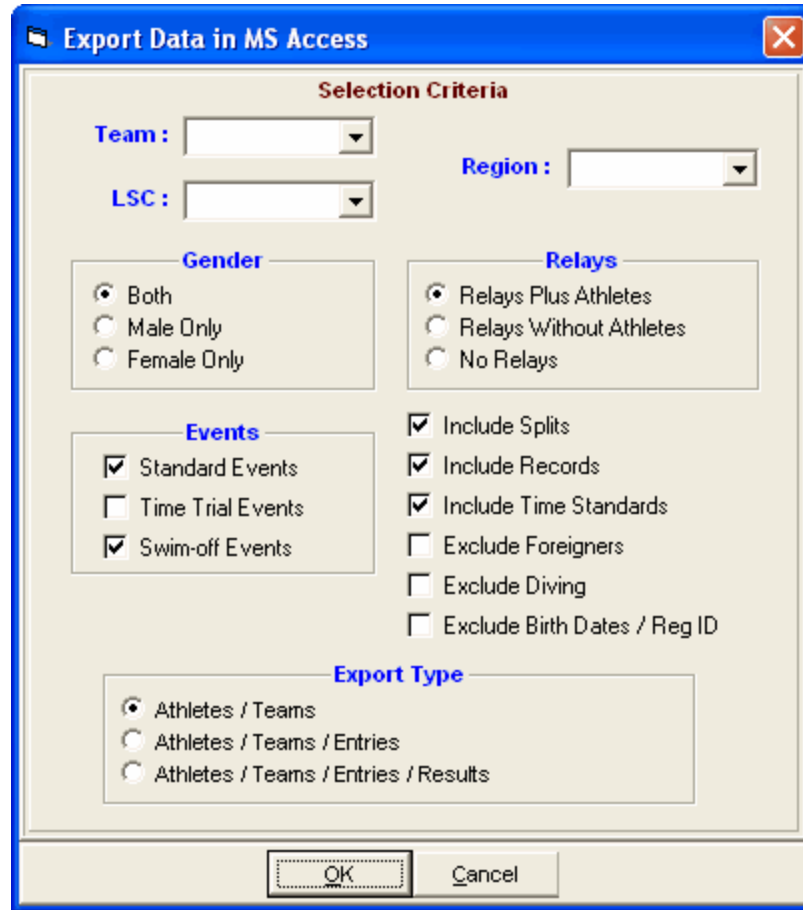 Export Data in MS Access
Selection Criteria
Team :
Region :
LSC :
Gender
Both
Male Only
Female Only
Relays
Relays Plus Athletes
Relays Without Athletes
No Relays
Events
Standard Events
Time Trial Events
Swim-off Events
Include Splits
Include Records
Include Time Standards
Exclude Foreigners
Exclude Diving
Exclude Birth Dates / Reg ID
Export Type
Athletes / Teams
Athletes / Teams / Entries
Athletes / Teams / Entries / Results
OK
Cancel